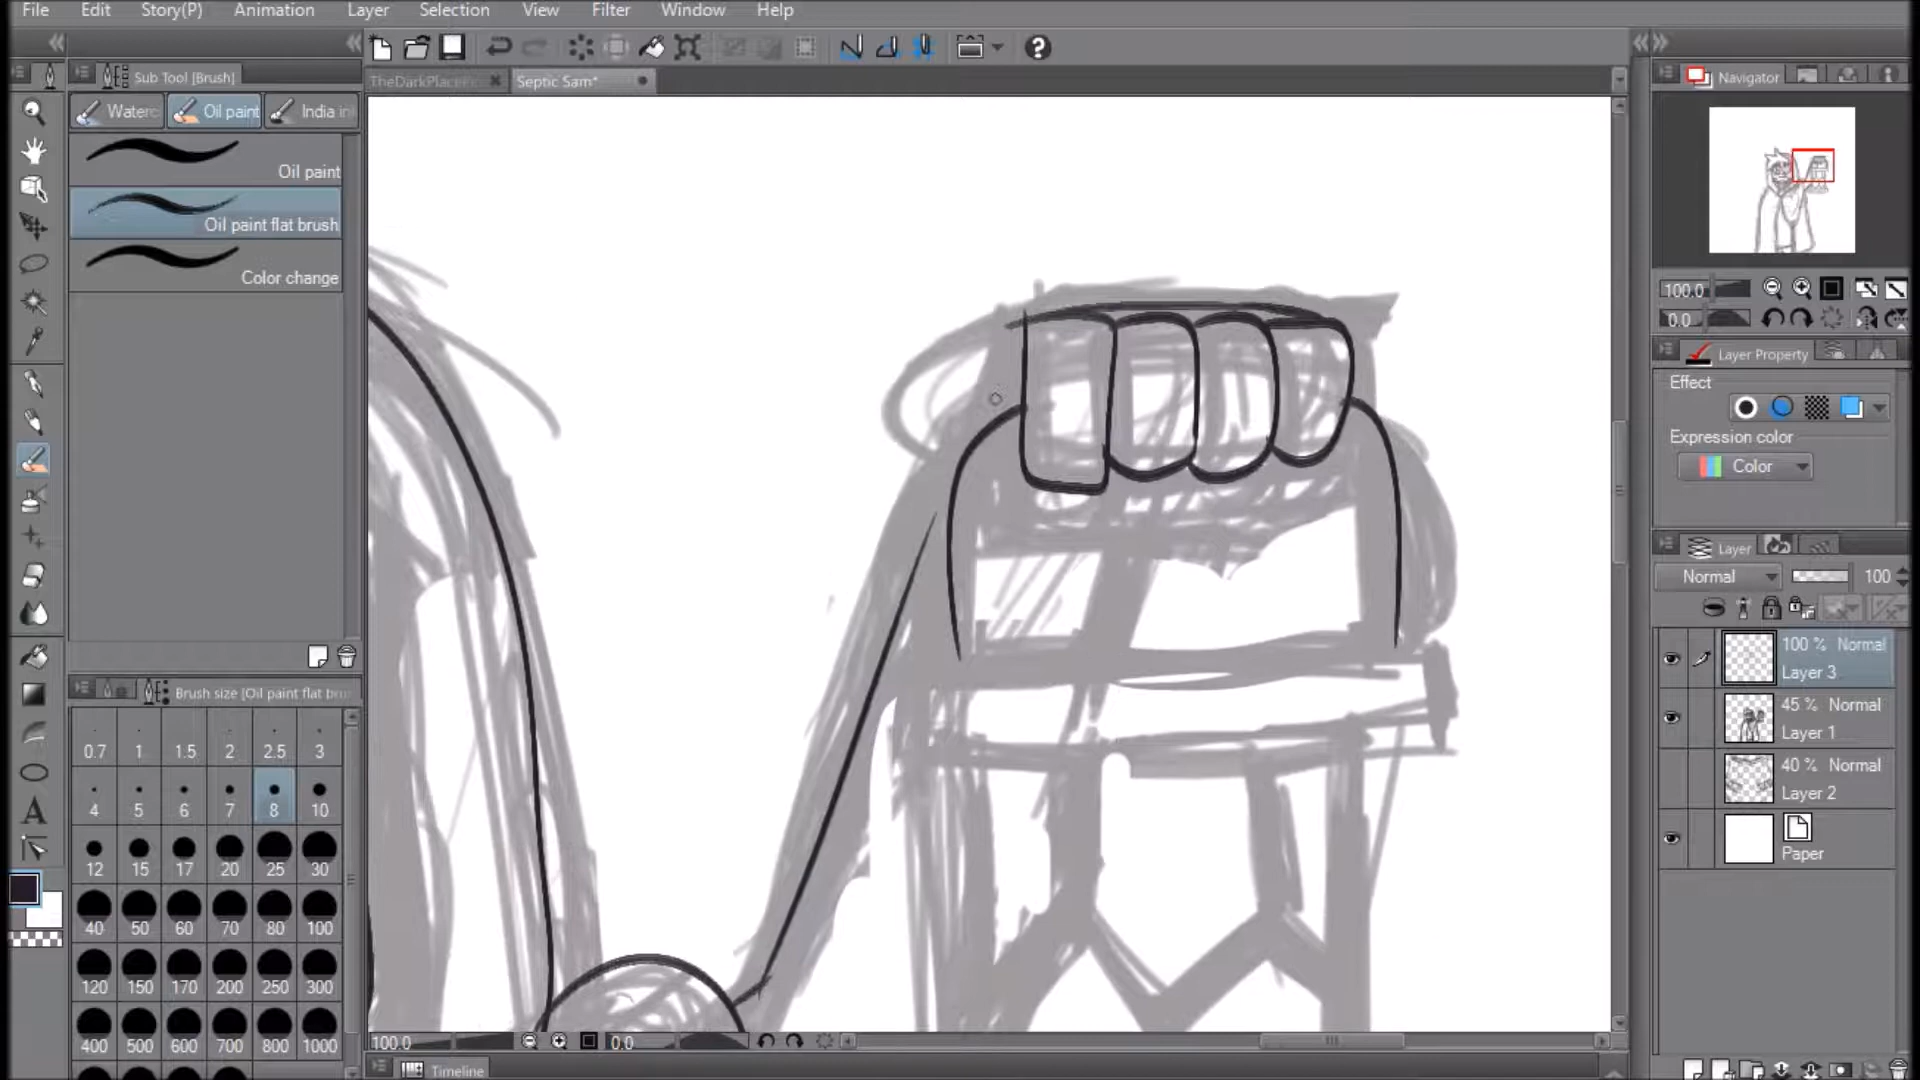 File Edit Story(P) Animation Layer Selection View Filter Window Help
Sub Tool [Brush]
Septic Sam*
Navigator
Oil paint
Oil paint
Oil paint flat brush
Color change
100.0
0.0
Layer Property
Effect
Expression color
Color
Layer
Normal 100
100 % Normal
Layer 3
45 % Normal
Layer 1
40 % Normal
Layer 2
Paper
Brush size [Oil paint flat
0.7 1 1.5 2 2.5 3
4 5 6 7 8 10
12 15 17 20 25 30
40 50 60 70 80 100
120 150 170 200 250 300
400 500 600 700 800 1000
100.0 0.0
Timeline